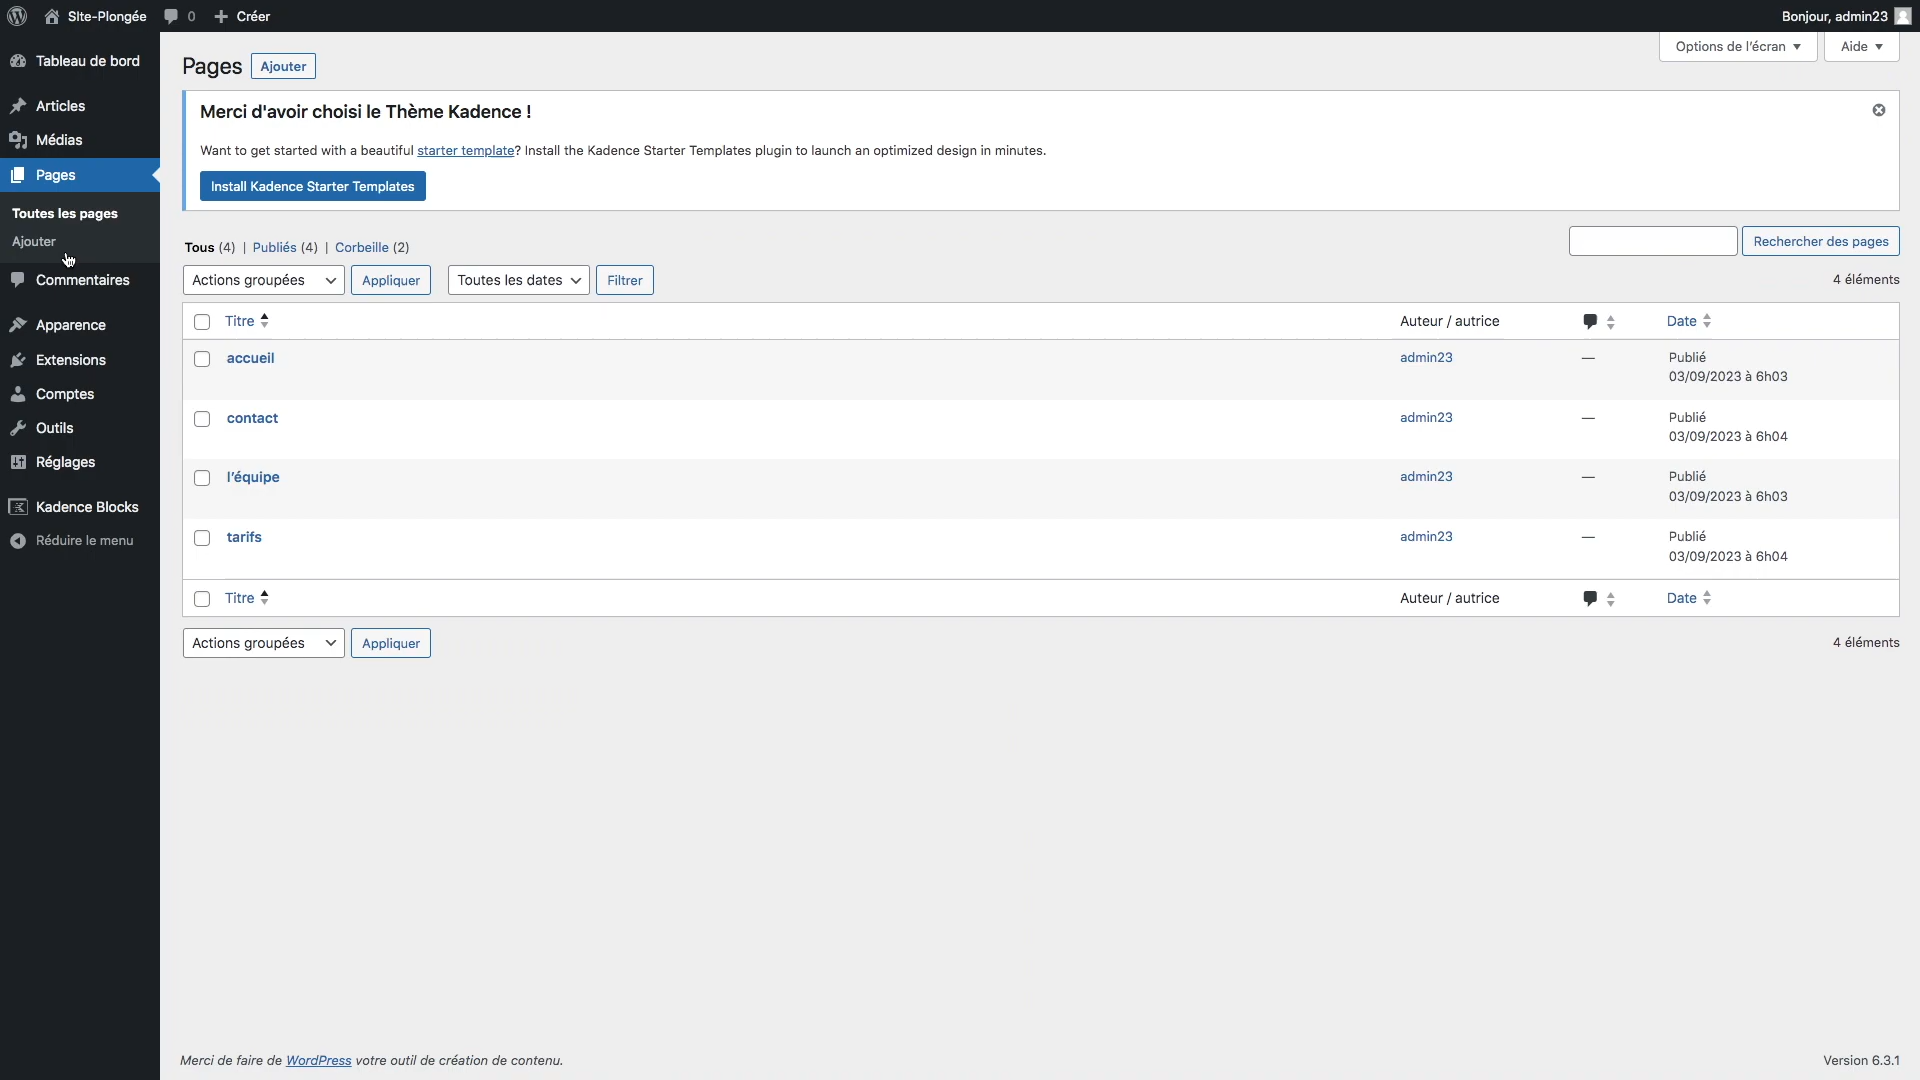 SIte-Plongée 0 Créer Bonjour, admin23
Tableau de bord
Articles
Médias
Pages
Toutes les pages
Ajouter
Commentaires
Apparence
Extensions
Comptes
Outils
Réglages
Kadence Blocks
Réduire le menu
Options de l'écran Aide
Pages Ajouter
Merci d'avoir choisi le Thème Kadence !
Want to get started with a beautiful starter template? Install the Kadence Starter Templates plugin to launch an optimized design in minutes.
Install Kadence Starter Templates
Tous (4) | Publiés (4) | Corbeille (2) Rechercher des pages
Actions groupées Appliquer Toutes les dates Filtrer 4 éléments
Titre Auteur / autrice Date
accueil admin23 — Publié
03/09/2023 à 6h03
contact admin23 — Publié
03/09/2023 à 6h04
l'équipe admin23 — Publié
03/09/2023 à 6h03
tarifs admin23 — Publié
03/09/2023 à 6h04
Titre Auteur / autrice Date
Actions groupées Appliquer 4 éléments
Merci de faire de WordPress votre outil de création de contenu. Version 6.3.1